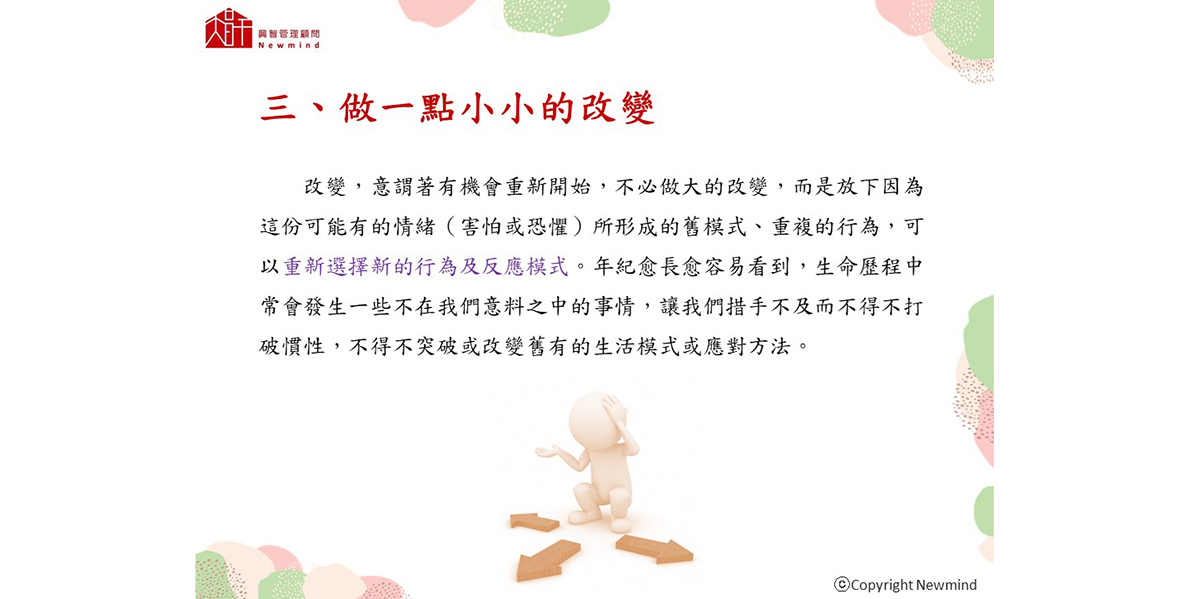 興智管理顧問
Newmind
三、做一點小小的改變
改變，意謂著有機會重新開始，不必做大的改變，而是放下因為
這份可能有的情緒（害怕或恐懼）所形成的舊模式、重複的行為，可
以重新選擇新的行為及反應模式。年紀愈長愈容易看到，生命歷程中
常會發生一些不在我們意料之中的事情，讓我們措手不及而不得不打
破慣性，不得不突破或改變舊有的生活模式或應對方法。
ⓒCopyright Newmind